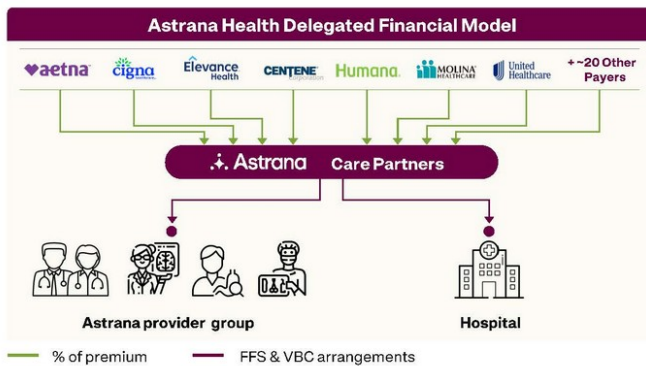 Astrana Health Delegated Financial Model
aetna
cigna
Elevance
Health
CENTENE
Corporation
Humana
MOLINA
HEALTHCARE
United
Healthcare
+ ~20 Other
Payers
Astrana Care Partners
Astrana provider group
Hospital
% of premium
FFS & VBC arrangements